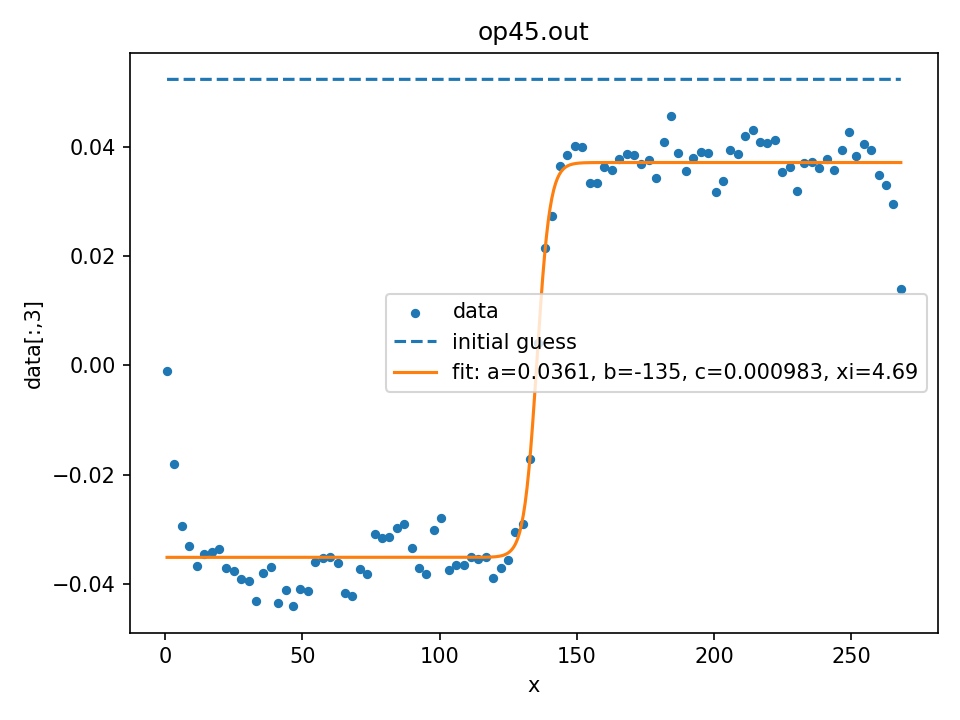 op45.out
data[:,3]
0.04
0.02
0.00
−0.02
−0.04
data
initial guess
fit: a=0.0361, b=-135, c=0.000983, xi=4.69
0 50 100 150 200 250
x